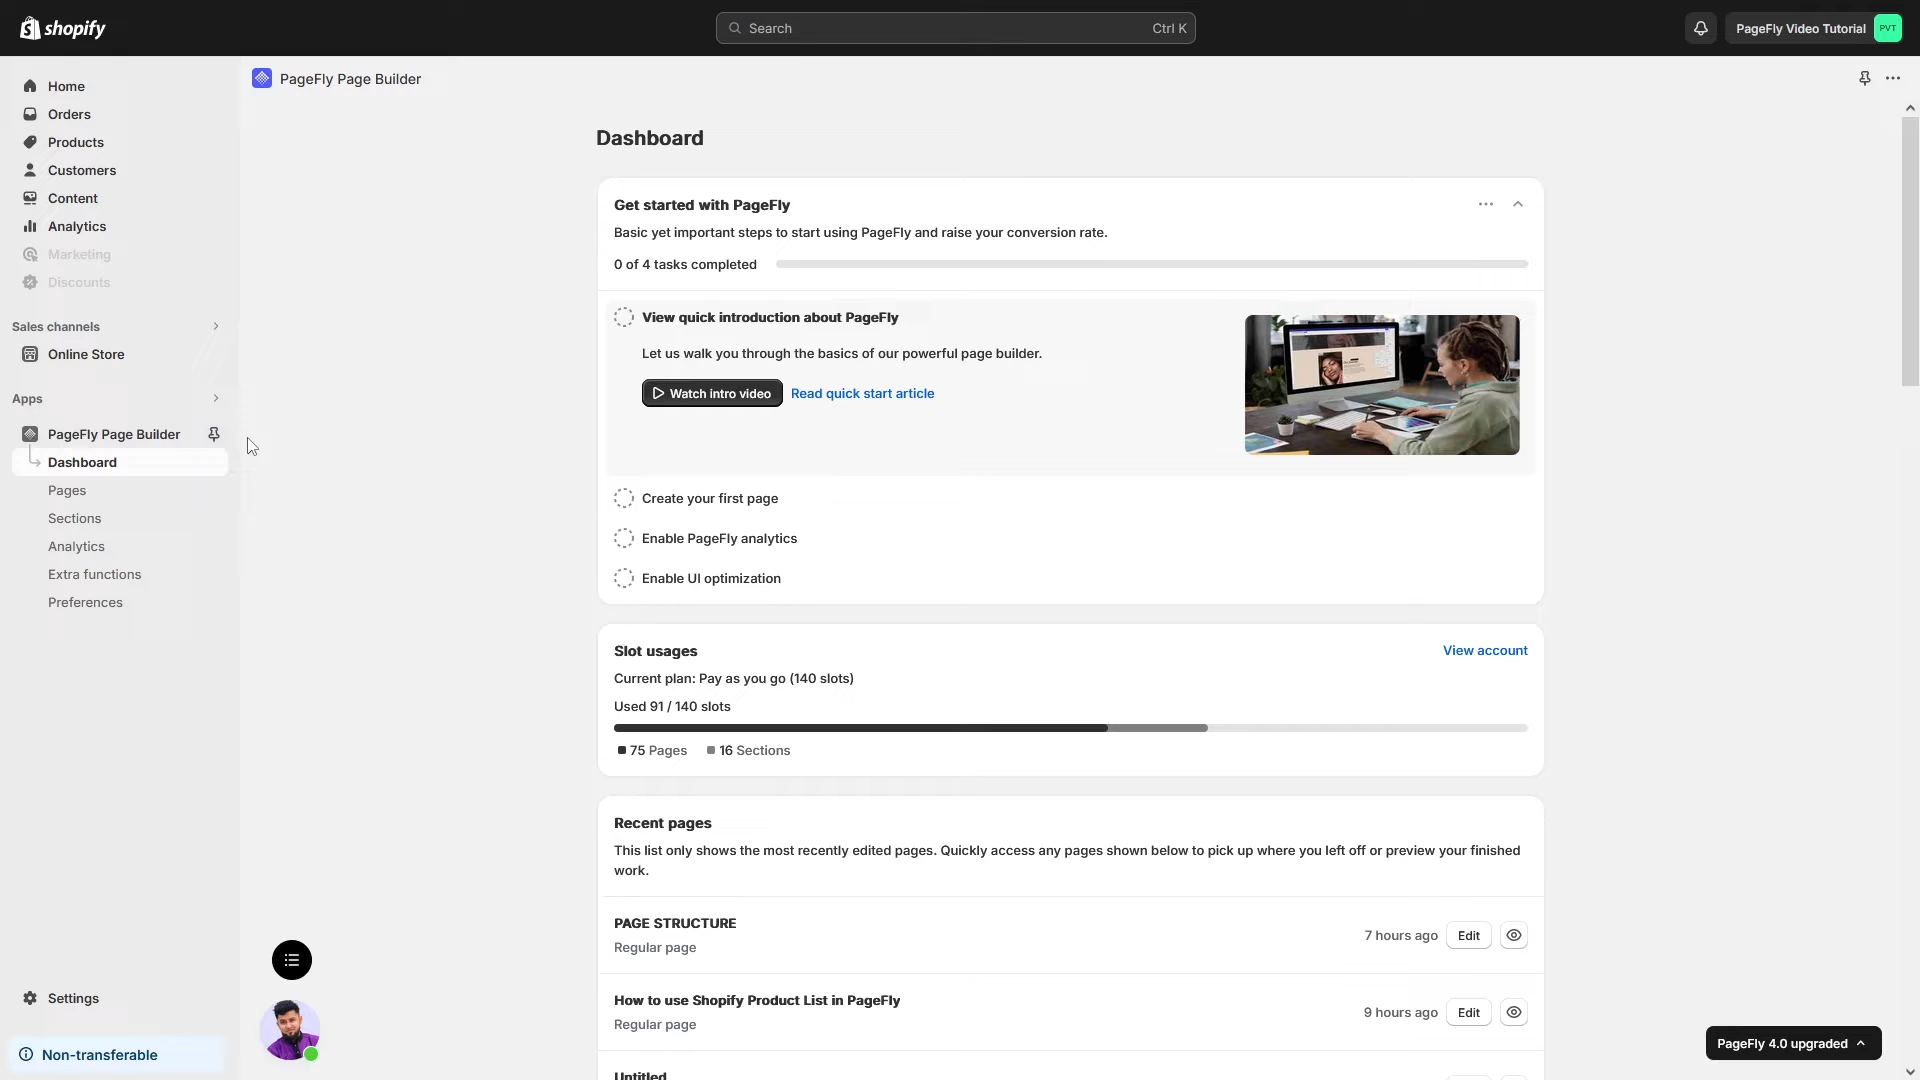 shopify
Search
Ctrl K
PageFly Video Tutorial
PVT
Home
Orders
Products
Customers
Content
Analytics
Marketing
Discounts
Sales channels
Online Store
Apps
PageFly Page Builder
Dashboard
Pages
Sections
Analytics
Extra functions
Preferences
Settings
Non-transferable
PageFly Page Builder
Dashboard
Get started with PageFly
Basic yet important steps to start using PageFly and raise your conversion rate.
0 of 4 tasks completed
View quick introduction about PageFly
Let us walk you through the basics of our powerful page builder.
Watch intro video
Read quick start article
Create your first page
Enable PageFly analytics
Enable UI optimization
Slot usages
View account
Current plan: Pay as you go (140 slots)
Used 91 / 140 slots
75 Pages
16 Sections
Recent pages
This list only shows the most recently edited pages. Quickly access any pages shown below to pick up where you left off or preview your finished
work.
PAGE STRUCTURE
Regular page
7 hours ago
Edit
How to use Shopify Product List in PageFly
Regular page
9 hours ago
Edit
Untitled
PageFly 4.0 upgraded